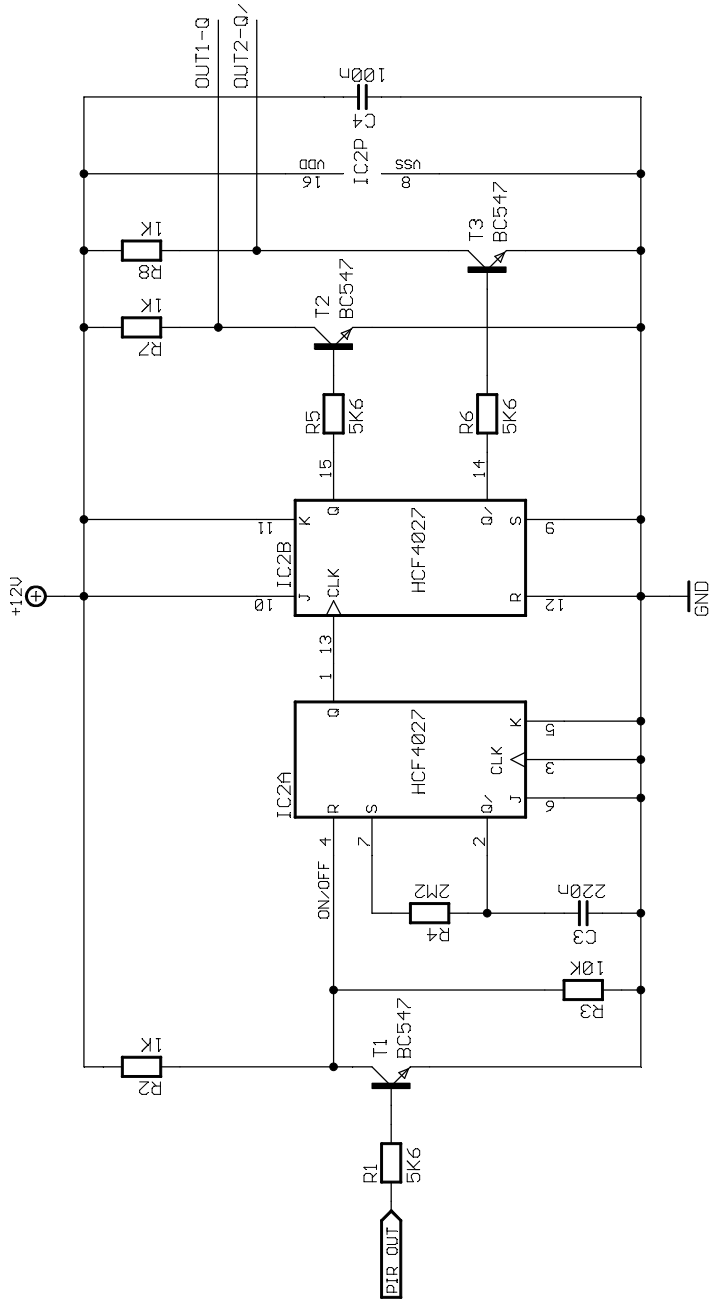 OUT1-Q
OUT2-Q/
+12V
R2
1K
R7
1K
R8
1K
C4
100n
IC2P
VDD
16
VSS
8
PIR OUT
R1
5K6
T1
BC547
R3
10K
ON/OFF
R4
2M2
C3
220n
IC2A
HCF4027
4
R
7
S
2
Q/
J
6
CLK
3
K
5
Q
1
13
IC2B
HCF4027
CLK
J
10
K
11
Q
15
Q/
14
R
12
S
9
R5
5K6
R6
5K6
T2
BC547
T3
BC547
GND